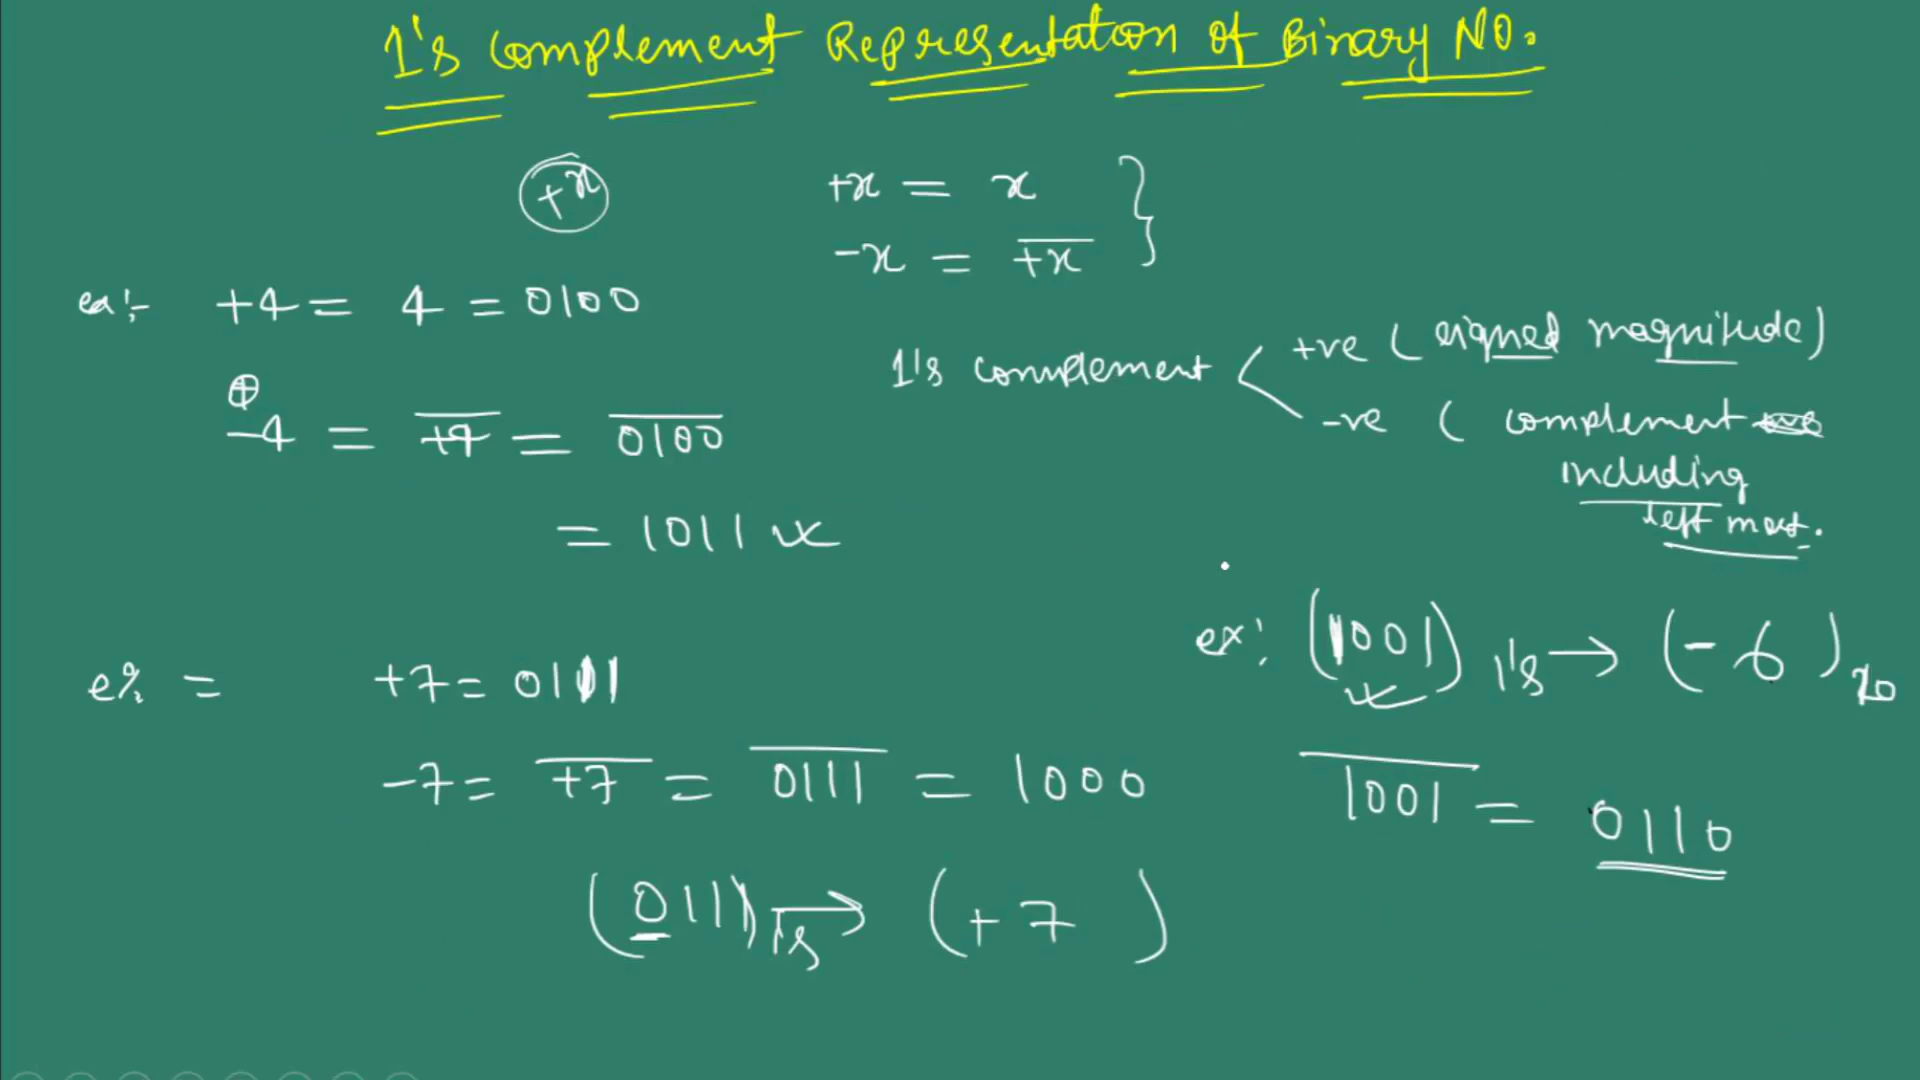 1's complement Representation of Binary NO.
+x
+x = x
-x = +x
ex:- +4 = 4 = 0100
1's complement
+ve (signed magnitude)
+
-4 = +4 = 0100
-ve ( complement
including
left most.
= 1011
ex: (1001) 1's → (-6)10
ex = +7 = 0111
-7 = +7 = 0111 = 1000
1001 = 0110
(0111) 1's → (+7 )